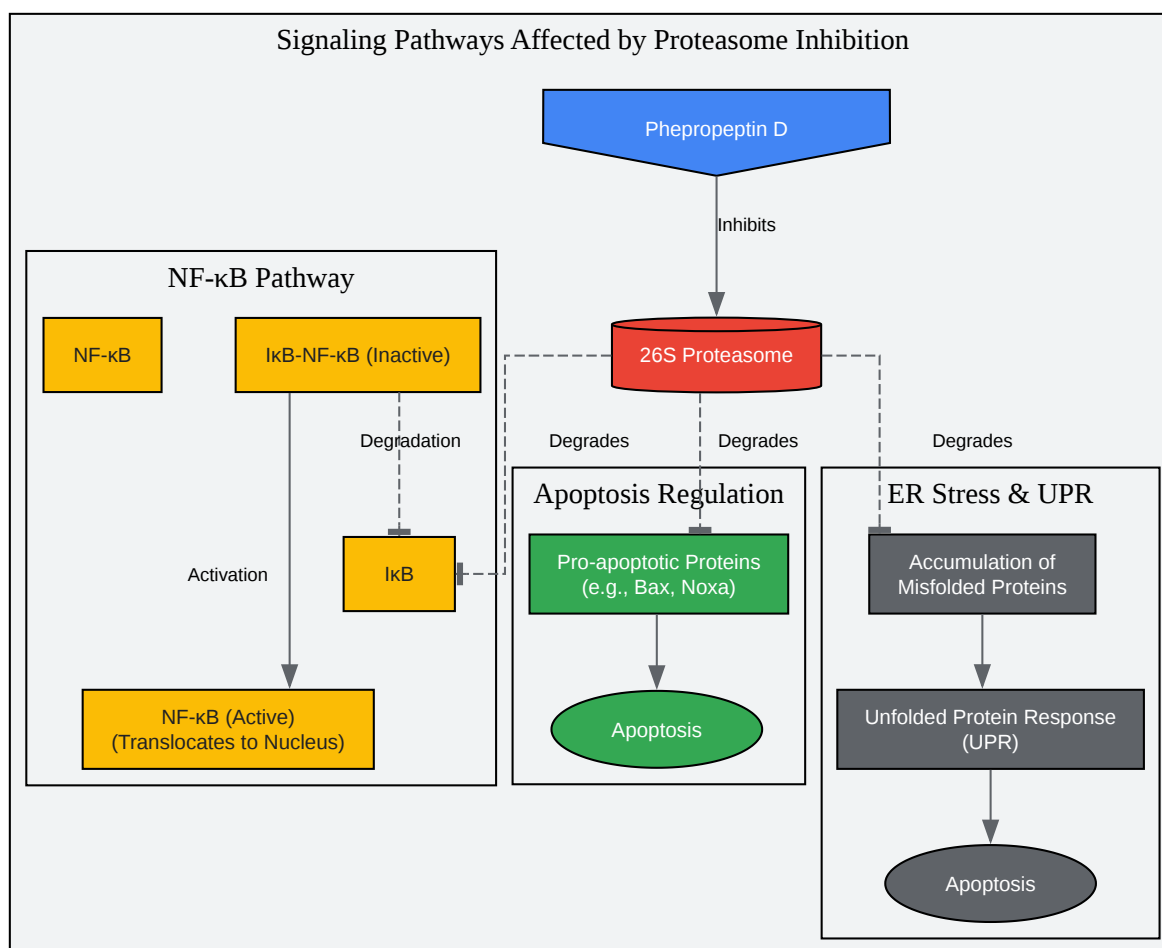 Signaling Pathways Affected by Proteasome Inhibition
Phepropeptin D
Inhibits
NF-κB Pathway
NF-κB
IκB-NF-κB (Inactive)
26S Proteasome
Degradation
Degrades
Degrades
Degrades
Apoptosis Regulation
ER Stress & UPR
Activation
IκB
Pro-apoptotic Proteins
(e.g., Bax, Noxa)
Accumulation of
Misfolded Proteins
NF-κB (Active)
(Translocates to Nucleus)
Apoptosis
Unfolded Protein Response
(UPR)
Apoptosis